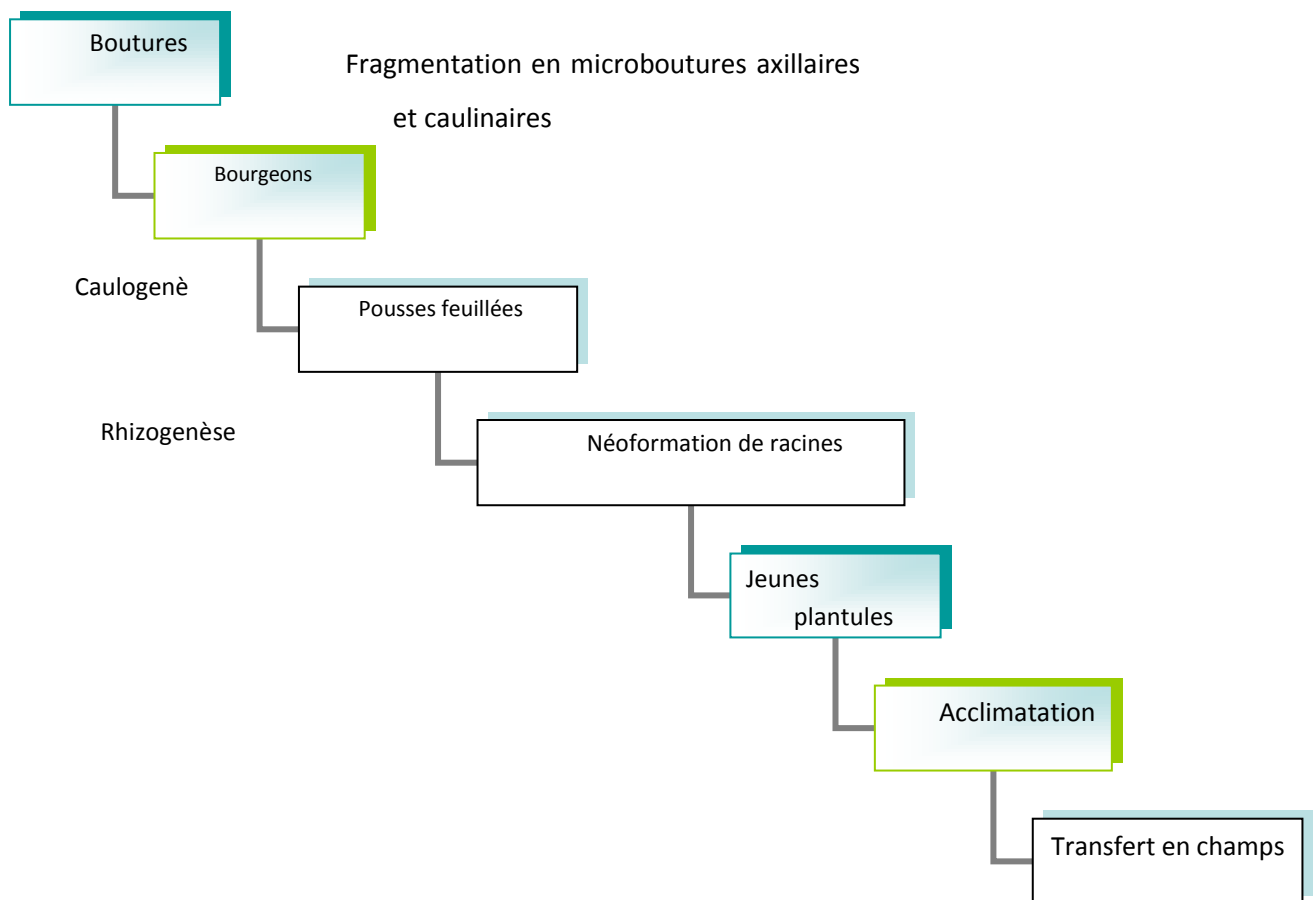 Boutures
Fragmentation en microboutures axillaires
et caulinaires
Bourgeons
Caulogenè
Pousses feuillées
Rhizogenèse
Néoformation de racines
Jeunes
plantules
Acclimatation
Transfert en champs